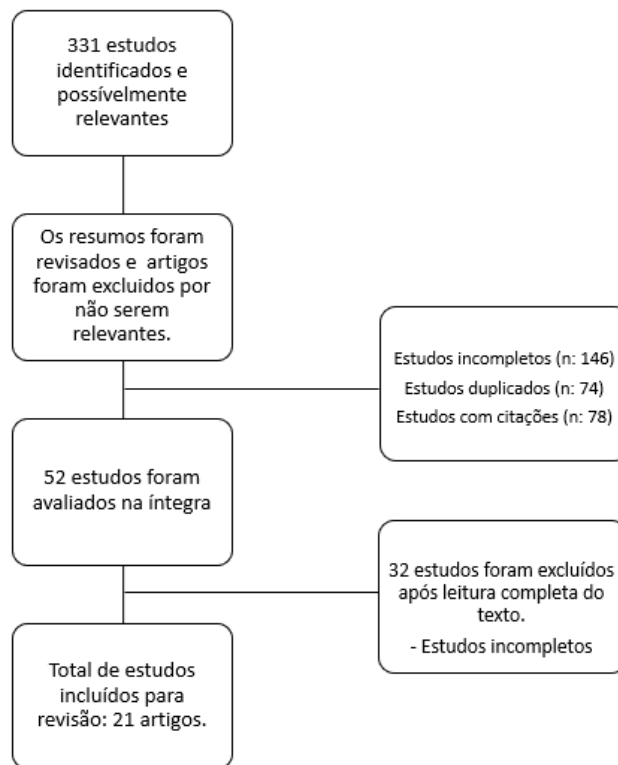 331 estudos
identificados e
possívelmente
relevantes
Os resumos foram
revisados e  artigos
foram excluidos por
não serem
relevantes.
Estudos incompletos (n: 146)
Estudos duplicados (n: 74)
Estudos com citações (n: 78)
52 estudos foram
avaliados na íntegra
32 estudos foram excluídos
após leitura completa do
texto.
- Estudos incompletos
Total de estudos
incluídos para
revisão: 21 artigos.